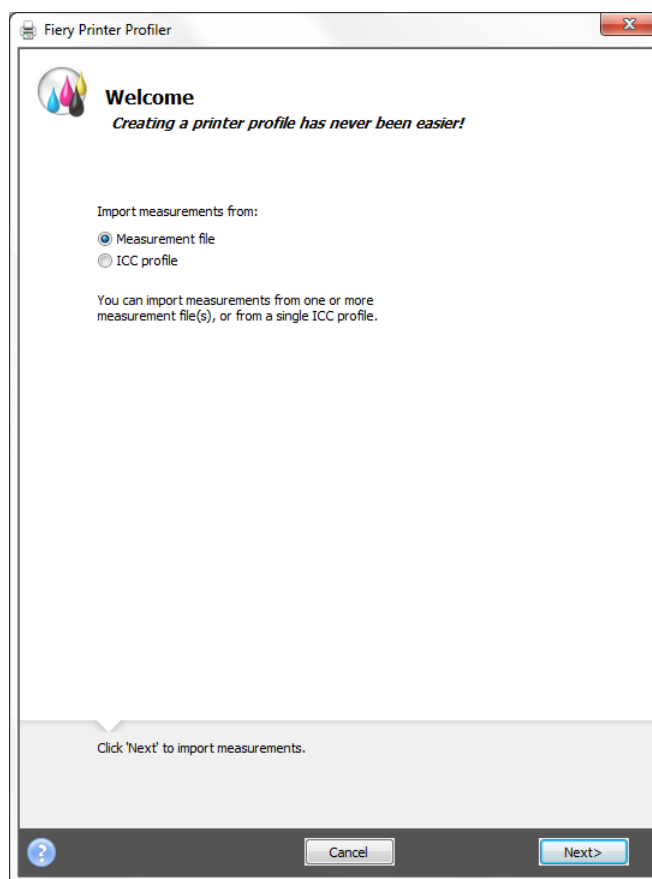 Fiery Printer Profiler
Welcome
Creating a printer profile has never been easier!
Import measurements from:
Measurement file
ICC profile
You can import measurements from one or more
measurement file(s), or from a single ICC profile.
Click 'Next' to import measurements.
?
Cancel
Next>